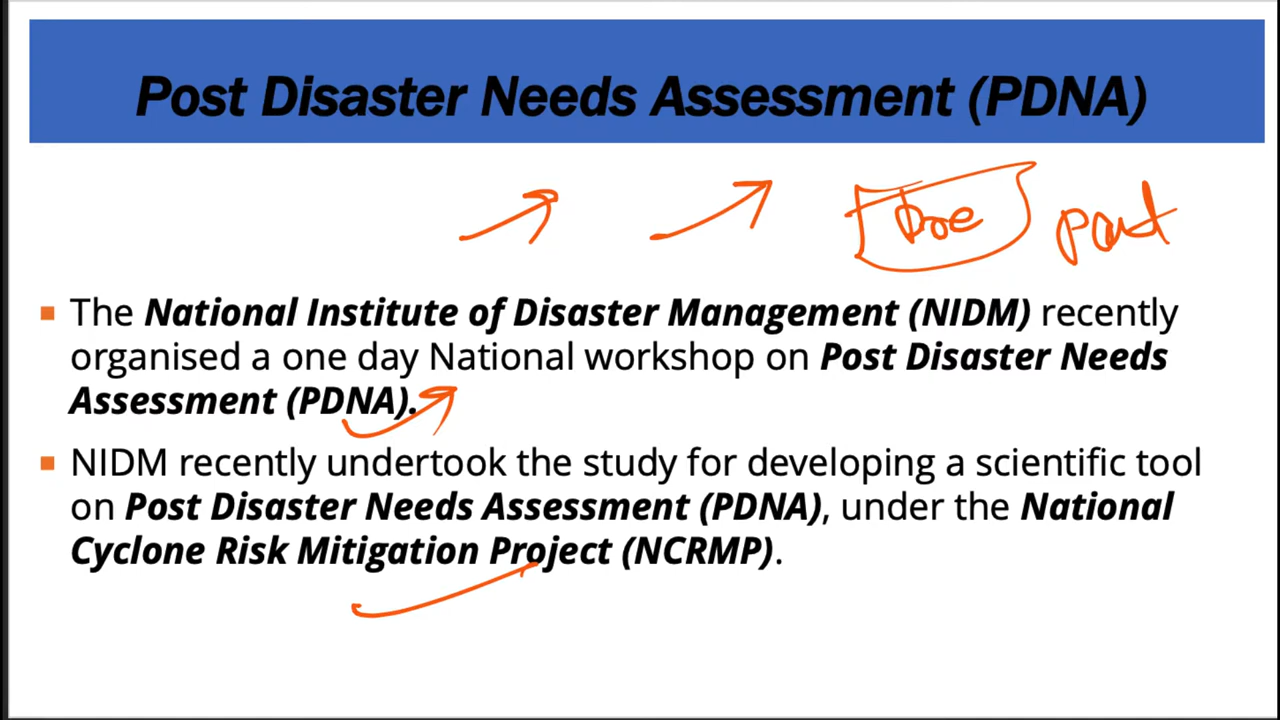 Post Disaster Needs Assessment (PDNA)
The National Institute of Disaster Management (NIDM) recently
organised a one day National workshop on Post Disaster Needs
Assessment (PDNA).
NIDM recently undertook the study for developing a scientific tool
on Post Disaster Needs Assessment (PDNA), under the National
Cyclone Risk Mitigation Project (NCRMP).